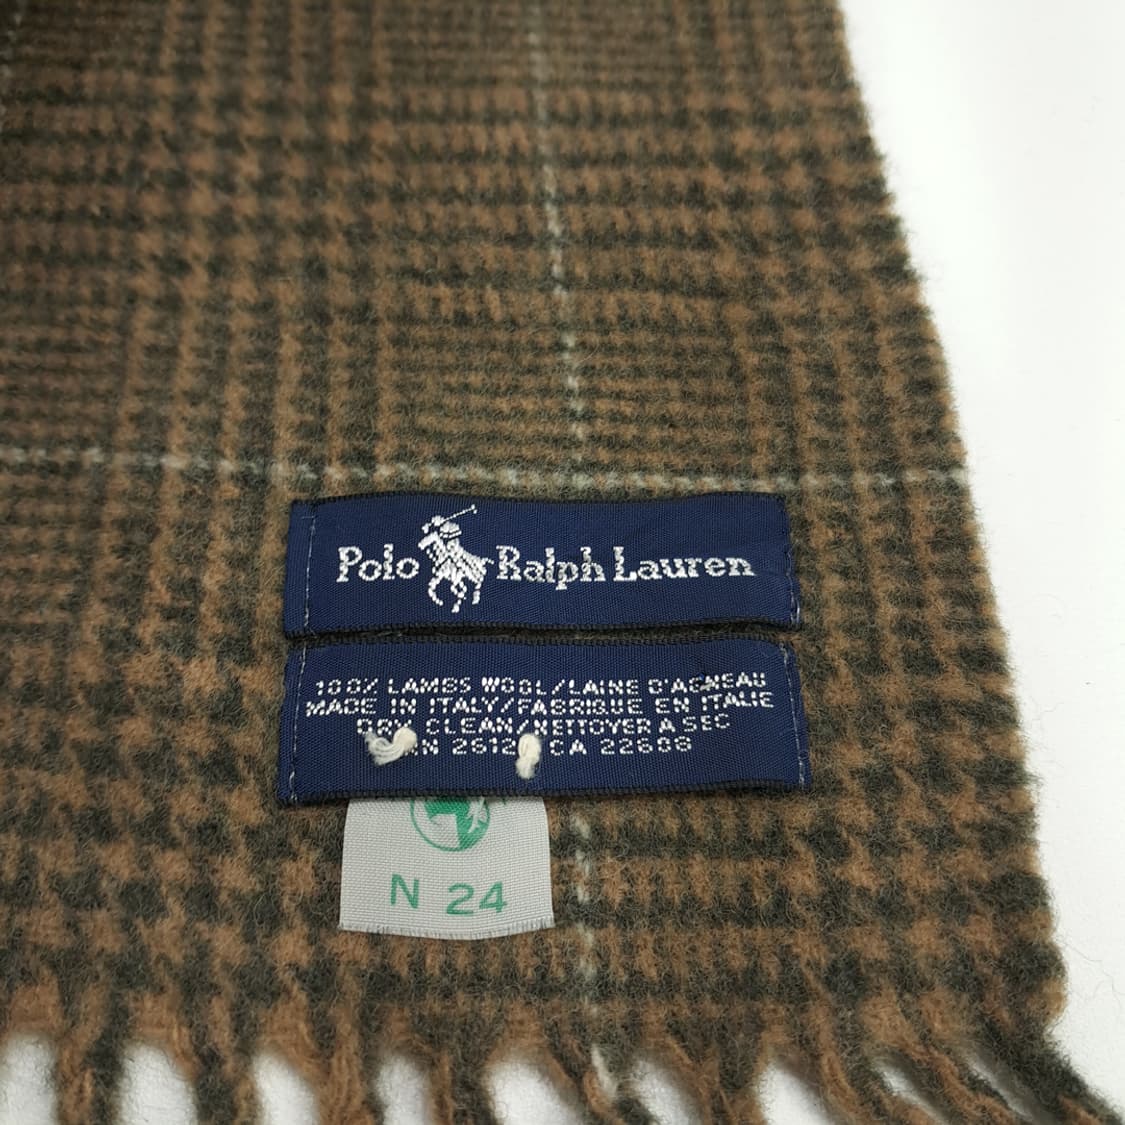 Polo Ralph Lauren
100% LAMBS WOOL/LAINE D'AGNEAU
MADE IN ITALY/FABRIQUE EN ITALIE
DRY CLEAN/NETTOYER A SEC
2612 CA 22608
N 24